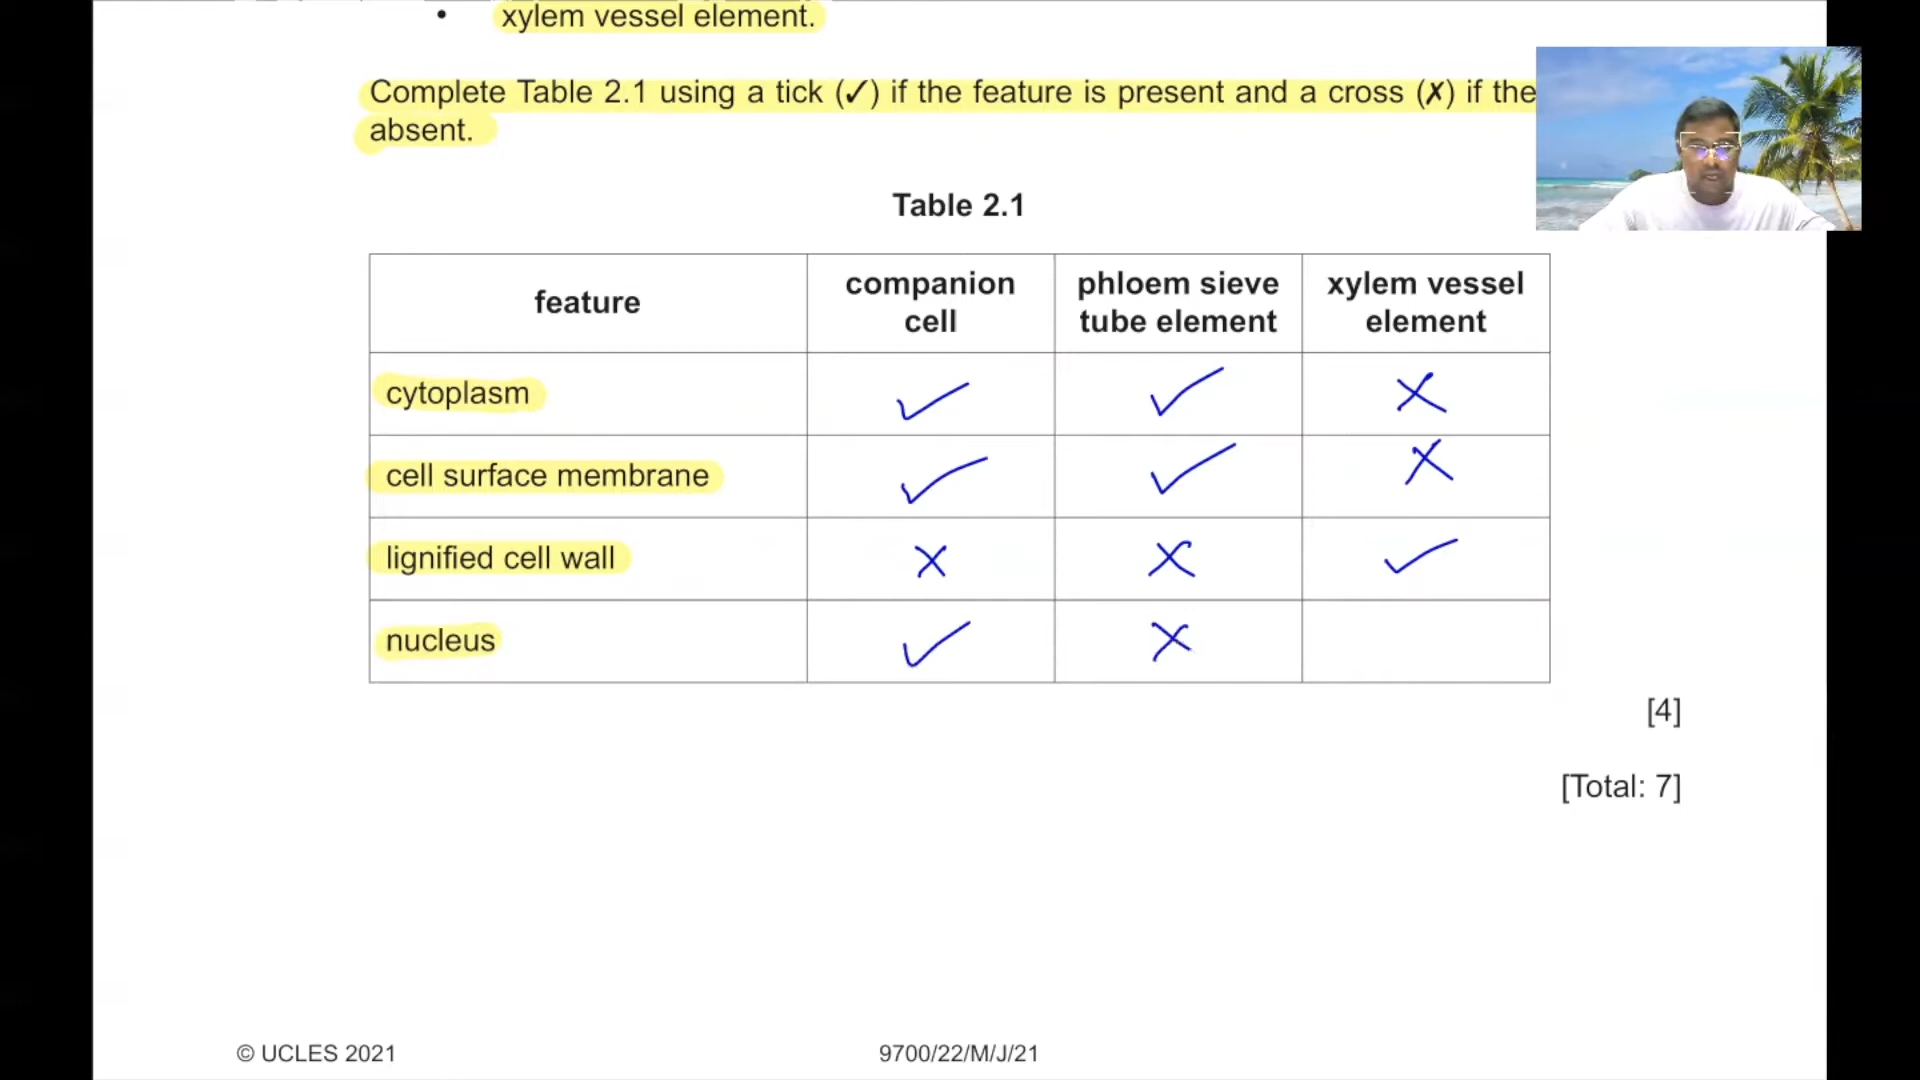 • xylem vessel element.
Complete Table 2.1 using a tick (✓) if the feature is present and a cross (✗) if the
absent.
Table 2.1
feature companion cell phloem sieve tube element xylem vessel element
cytoplasm ✓ ✓ ✗
cell surface membrane ✓ ✓ ✗
lignified cell wall ✗ ✗ ✓
nucleus ✓ ✗
[4]
[Total: 7]
© UCLES 2021 9700/22/M/J/21